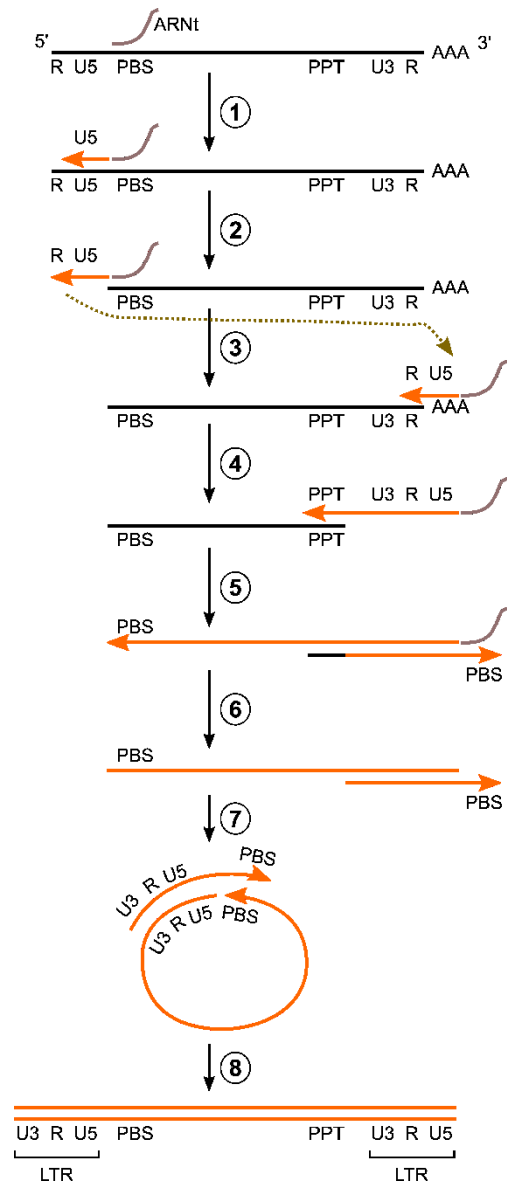 ARNt
5' 3'
AAA
R U5 PBS PPT U3 R
1
U5
AAA
R U5 PBS PPT U3 R
2
R U5
AAA
PBS PPT U3 R
3
R U5
AAA
PBS PPT U3 R
4
PPT U3 R U5
PBS PPT
5
PBS
PBS
6
PBS
PBS
7
U3 R U5 PBS
U3 R U5 PBS
8
U3 R U5 PBS PPT U3 R U5
LTR LTR